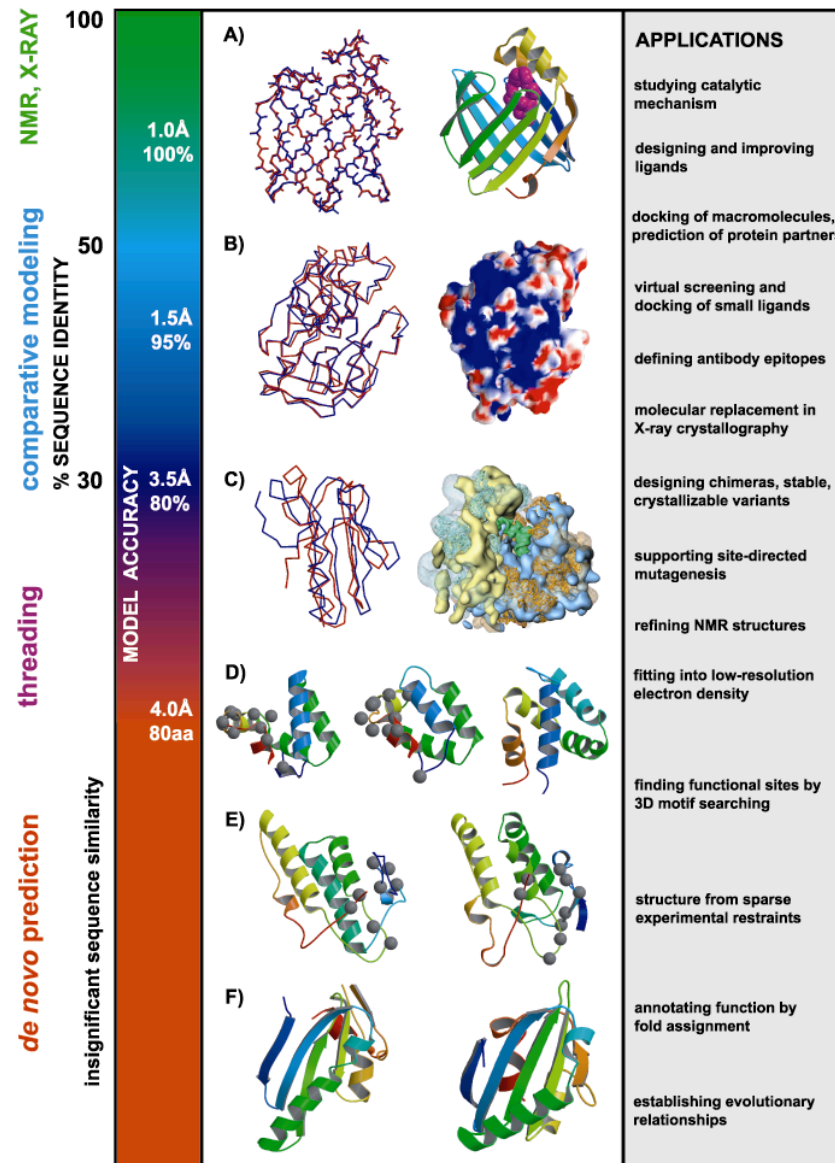 NMR, X-RAY
comparative modeling
threading
de novo prediction
% SEQUENCE IDENTITY
insignificant sequence similarity
100
50
30
MODEL ACCURACY
1.0Å
100%
1.5Å
95%
3.5Å
80%
4.0Å
80aa
A)
B)
C)
D)
E)
F)
APPLICATIONS
studying catalytic
mechanism
designing and improving
ligands
docking of macromolecules,
prediction of protein partners
virtual screening and
docking of small ligands
defining antibody epitopes
molecular replacement in
X-ray crystallography
designing chimeras, stable,
crystallizable variants
supporting site-directed
mutagenesis
refining NMR structures
fitting into low-resolution
electron density
finding functional sites by
3D motif searching
structure from sparse
experimental restraints
annotating function by
fold assignment
establishing evolutionary
relationships